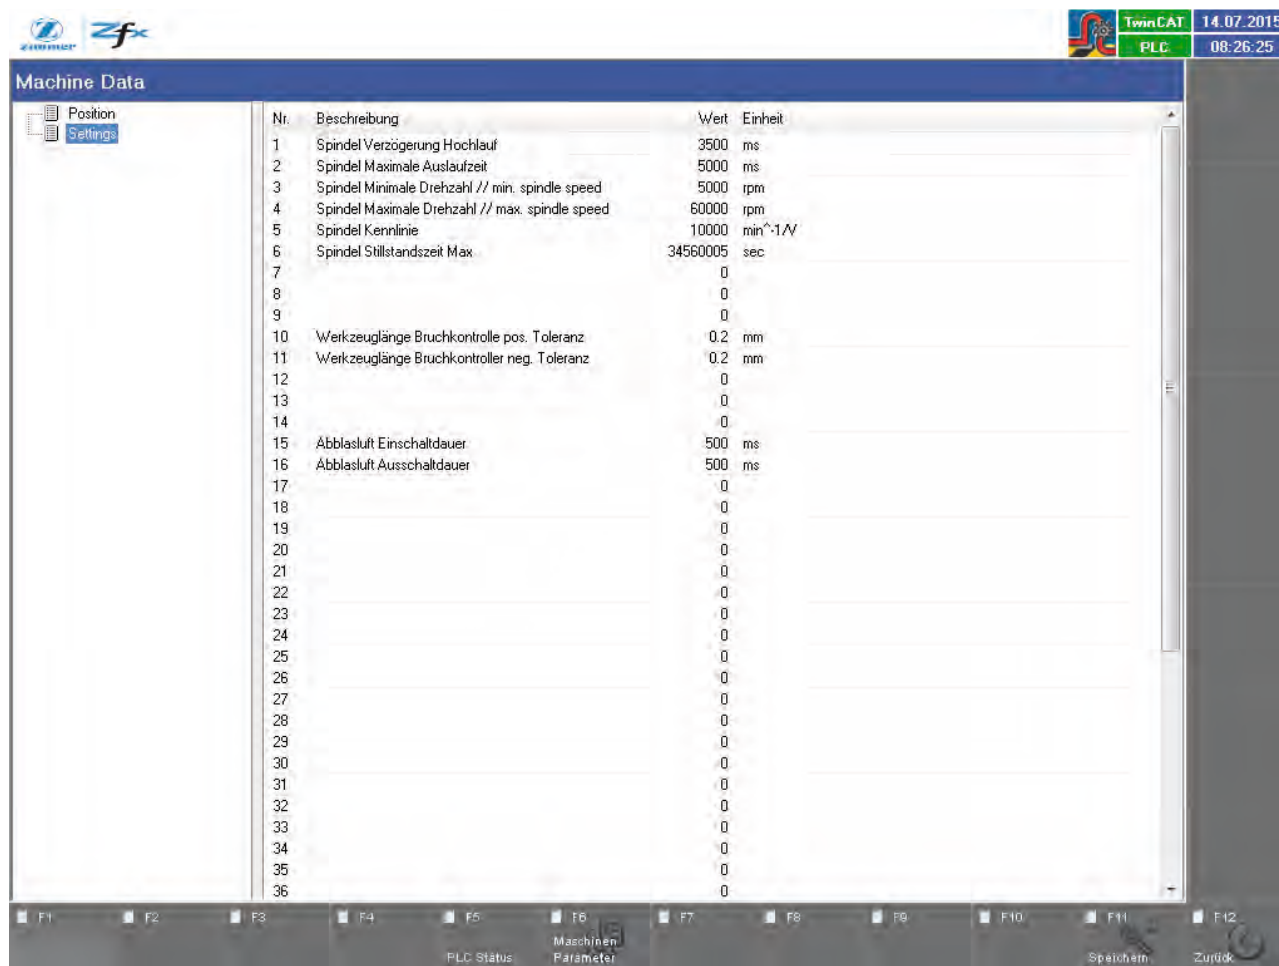 zimmer Zfx TwinCAT 14.07.2015
PLC 08:26:25
Machine Data
Position
Settings
Nr. Beschreibung Wert Einheit
1 Spindel Verzögerung Hochlauf 3500 ms
2 Spindel Maximale Auslaufzeit 5000 ms
3 Spindel Minimale Drehzahl // min. spindle speed 5000 rpm
4 Spindel Maximale Drehzahl // max. spindle speed 60000 rpm
5 Spindel Kennlinie 10000 min^-1/V
6 Spindel Stillstandszeit Max 34560005 sec
7 0
8 0
9 0
10 Werkzeuglänge Bruchkontrolle pos. Toleranz 0.2 mm
11 Werkzeuglänge Bruchkontroller neg. Toleranz 0.2 mm
12 0
13 0
14 0
15 Abblasluft Einschaltdauer 500 ms
16 Abblasluft Ausschaltdauer 500 ms
17 0
18 0
19 0
20 0
21 0
22 0
23 0
24 0
25 0
26 0
27 0
28 0
29 0
30 0
31 0
32 0
33 0
34 0
35 0
36 0
F1 F2 F3 F4 F5 F6 F7 F8 F9 F10 F11 F12
Maschinen
PLC Status Parameter Speichern Zurück